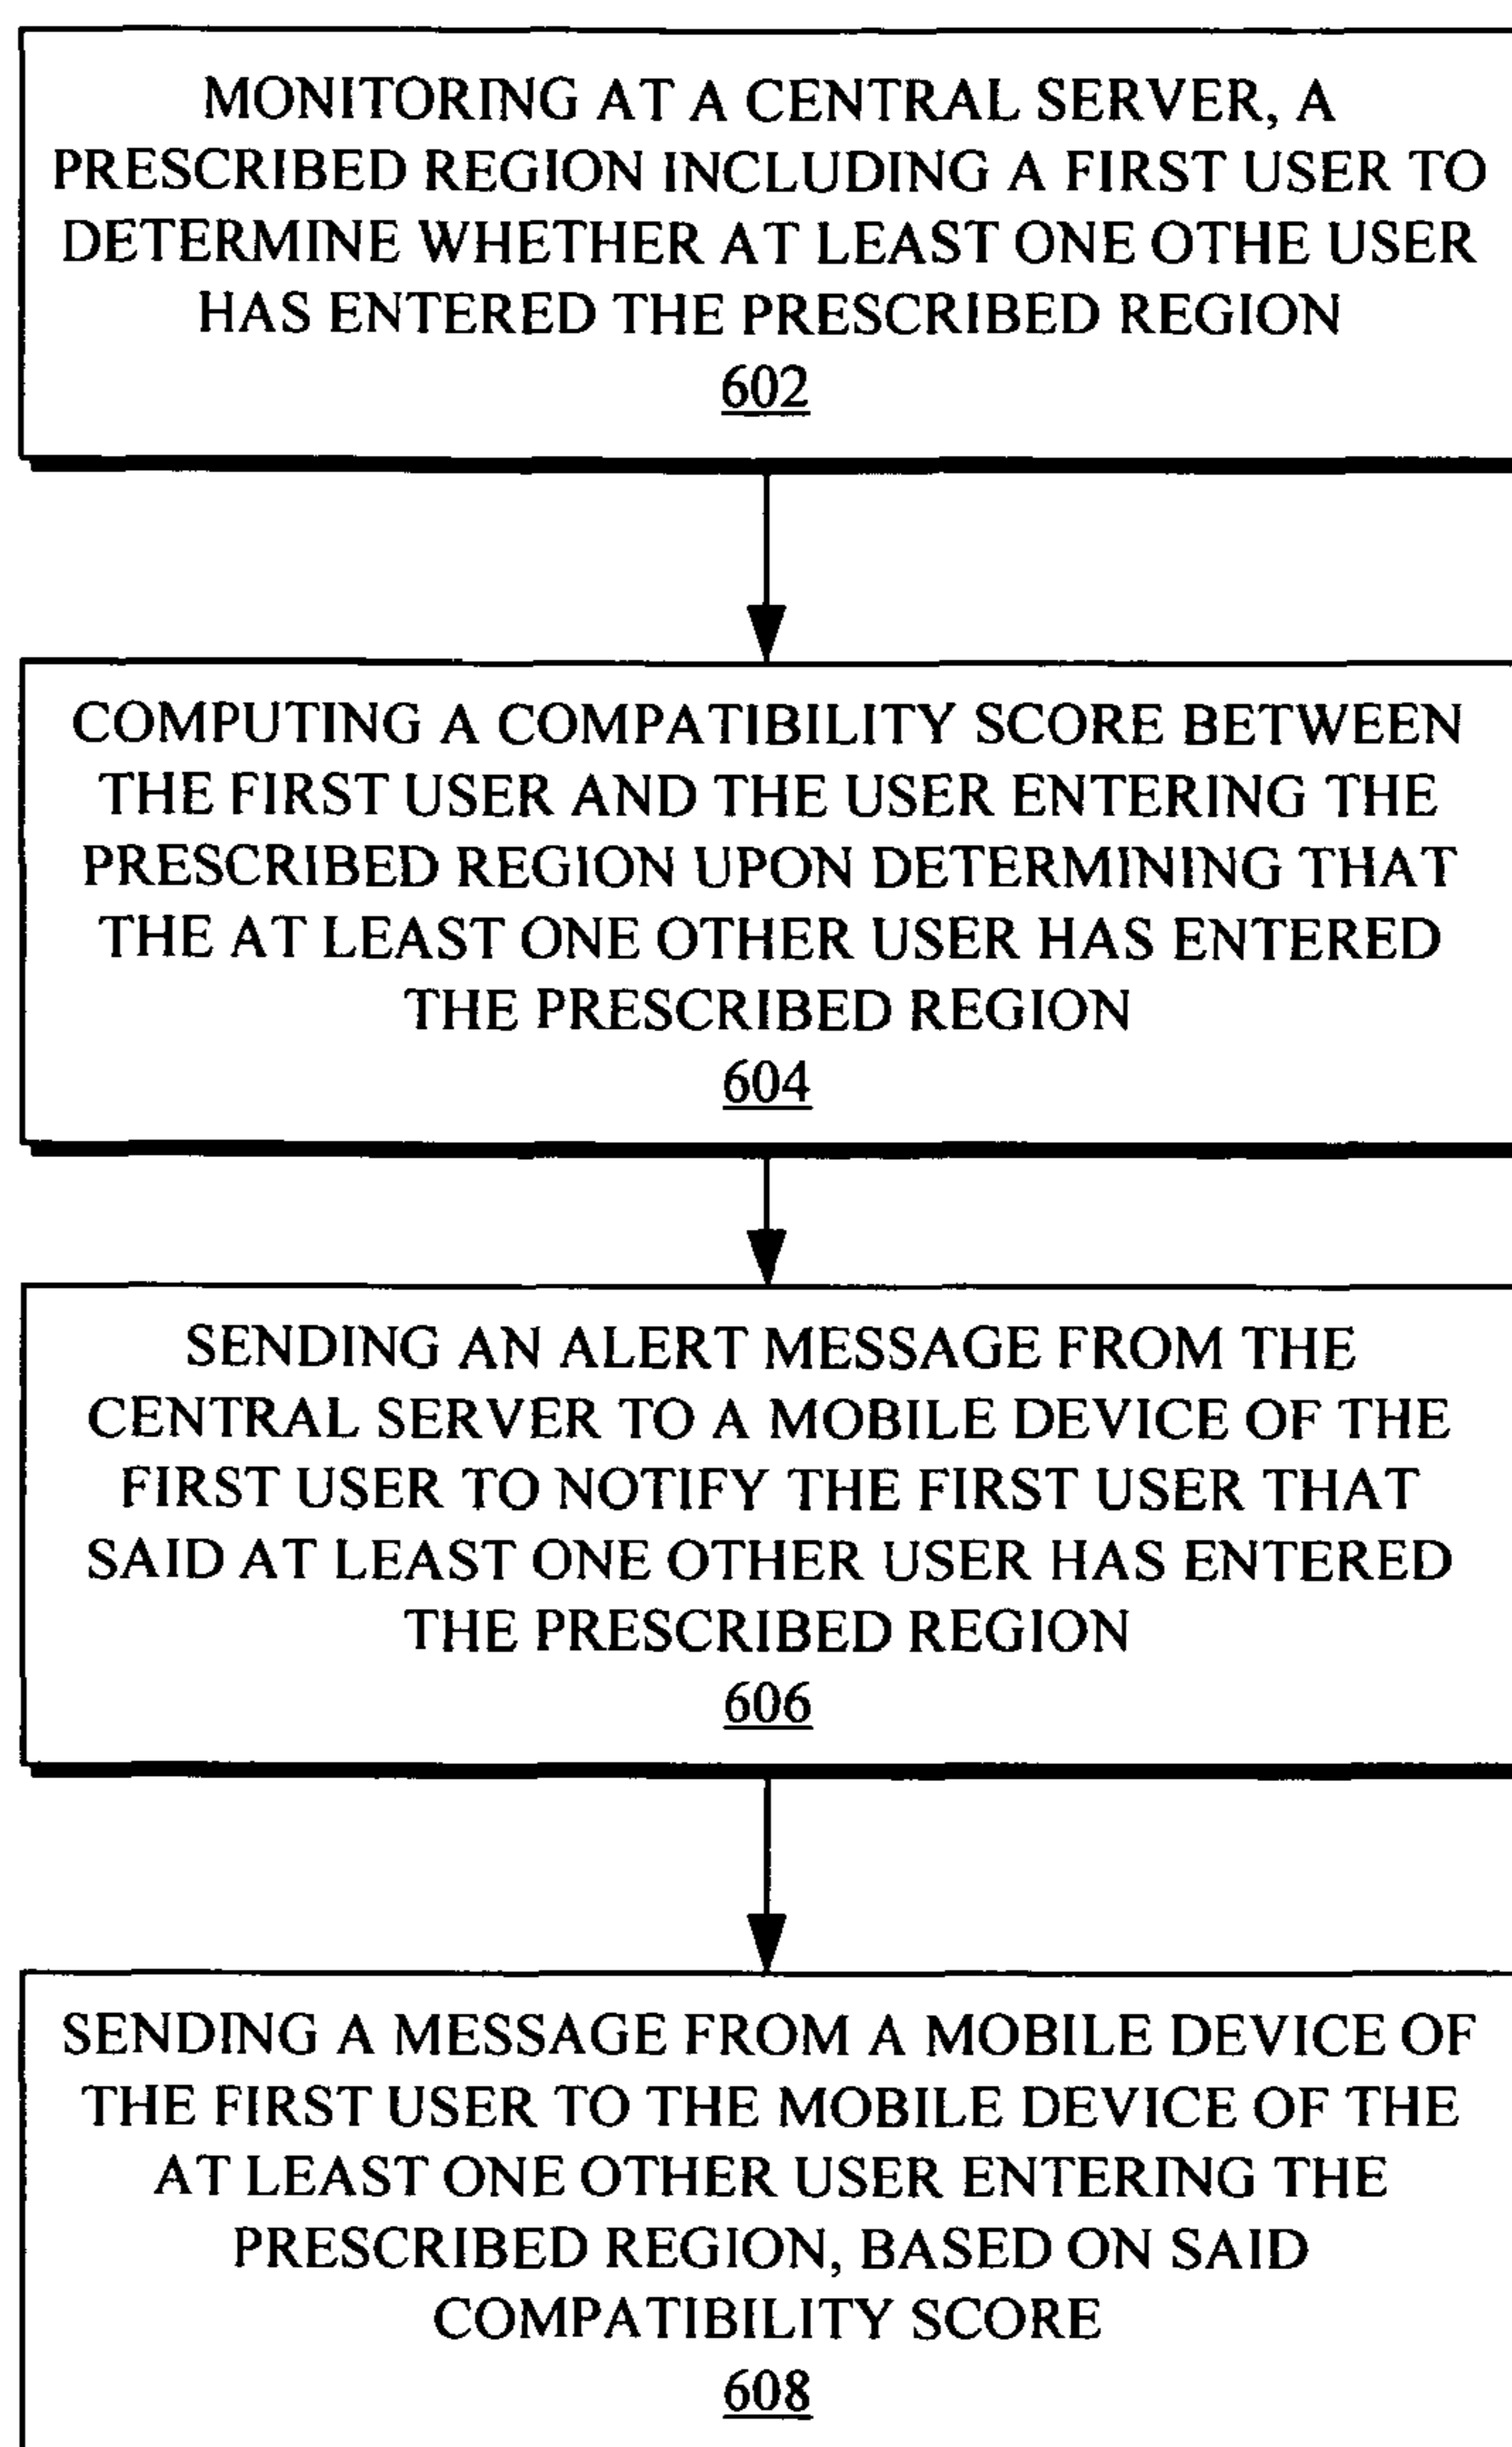 MONITORING AT A CENTRAL SERVER, A
PRESCRIBED REGION INCLUDING A FIRST USER TO
DETERMINE WHETHER AT LEAST ONE OTHE USER
HAS ENTERED THE PRESCRIBED REGION
602
COMPUTING A COMPATIBILITY SCORE BETWEEN
THE FIRST USER AND THE USER ENTERING THE
PRESCRIBED REGION UPON DETERMINING THAT
THE AT LEAST ONE OTHER USER HAS ENTERED
THE PRESCRIBED REGION
604
SENDING AN ALERT MESSAGE FROM THE
CENTRAL SERVER TO A MOBILE DEVICE OF THE
FIRST USER TO NOTIFY THE FIRST USER THAT
SAID AT LEAST ONE OTHER USER HAS ENTERED
THE PRESCRIBED REGION
606
SENDING A MESSAGE FROM A MOBILE DEVICE OF
THE FIRST USER TO THE MOBILE DEVICE OF THE
AT LEAST ONE OTHER USER ENTERING THE
PRESCRIBED REGION, BASED ON SAID
COMPATIBILITY SCORE
608